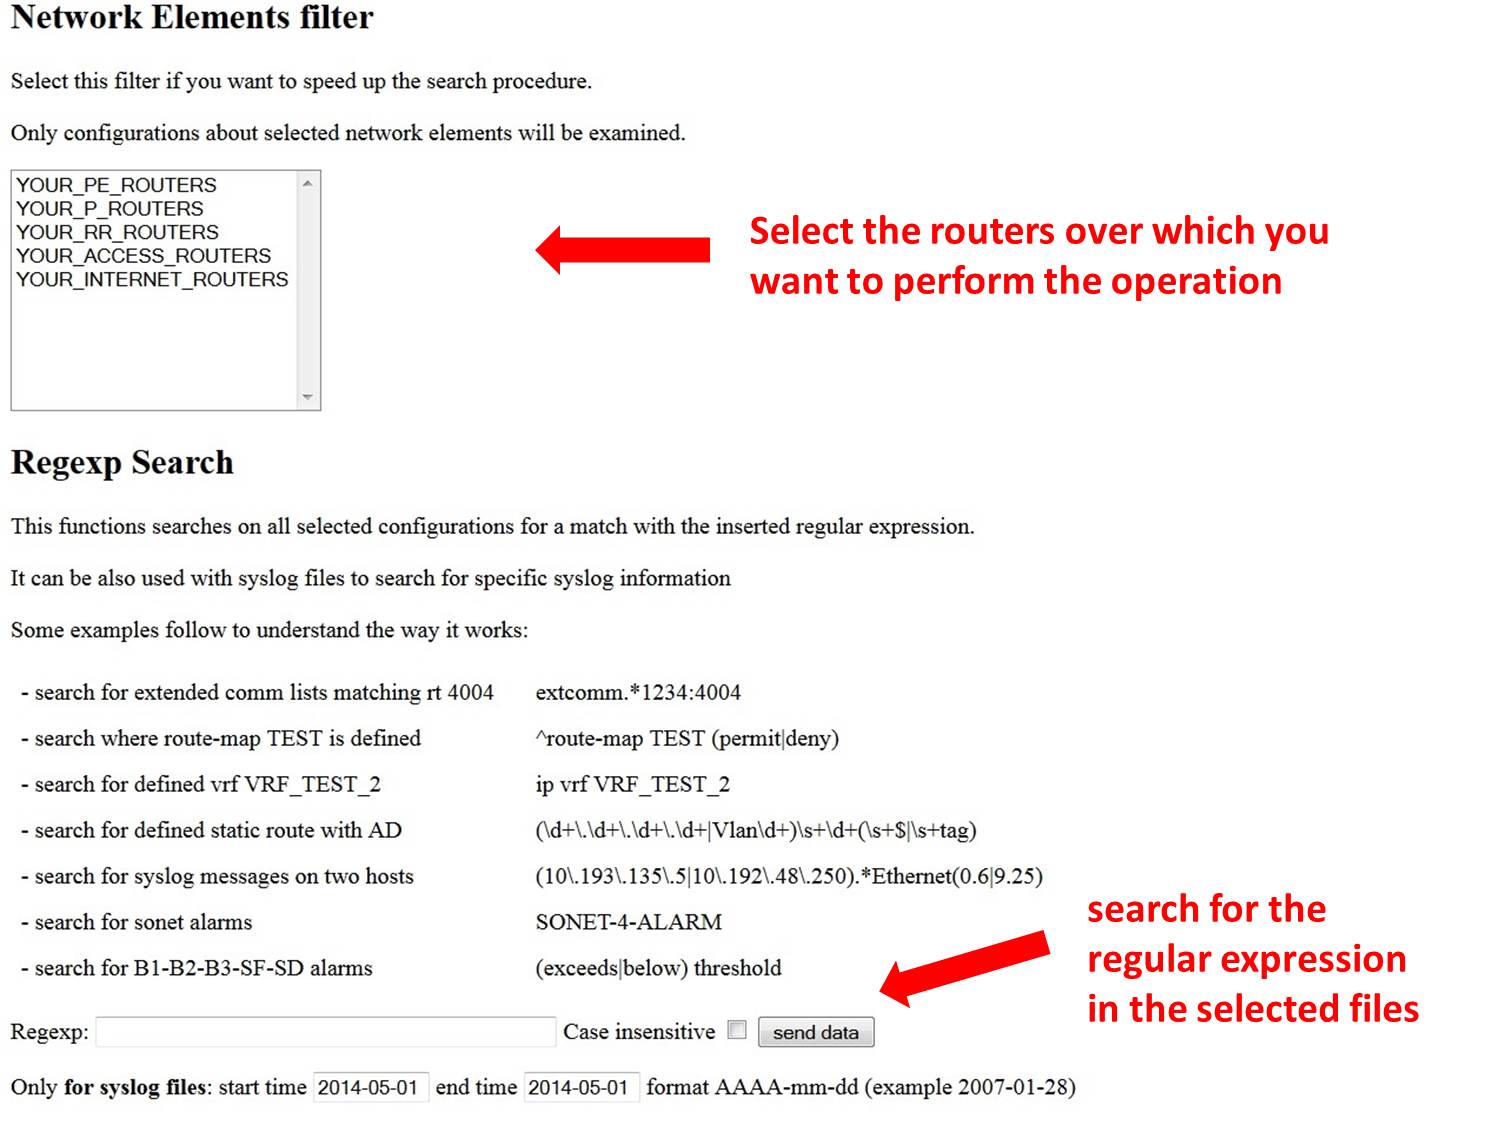 Network Elements filter
Select this filter if you want to speed up the search procedure.
Only configurations about selected network elements will be examined.
YOUR_PE_ROUTERS
YOUR_P_ROUTERS
YOUR_RR_ROUTERS
YOUR_ACCESS_ROUTERS
YOUR_INTERNET_ROUTERS
Select the routers over which you
want to perform the operation
Regexp Search
This functions searches on all selected configurations for a match with the inserted regular expression.
It can be also used with syslog files to search for specific syslog information
Some examples follow to understand the way it works:
- search for extended comm lists matching rt 4004 extcomm.*1234:4004
- search where route-map TEST is defined ^route-map TEST (permit|deny)
- search for defined vrf VRF_TEST_2 ip vrf VRF_TEST_2
- search for defined static route with AD (\d+\.\d+\.\d+\.\d+|Vlan\d+)\s+\d+(\s+$|\s+tag)
- search for syslog messages on two hosts (10\.193\.135\.5|10\.192\.48\.250).*Ethernet(0.6|9.25)
- search for sonet alarms SONET-4-ALARM
- search for B1-B2-B3-SF-SD alarms (exceeds|below) threshold
search for the
regular expression
in the selected files
Regexp: Case insensitive send data
Only for syslog files: start time 2014-05-01 end time 2014-05-01 format AAAA-mm-dd (example 2007-01-28)